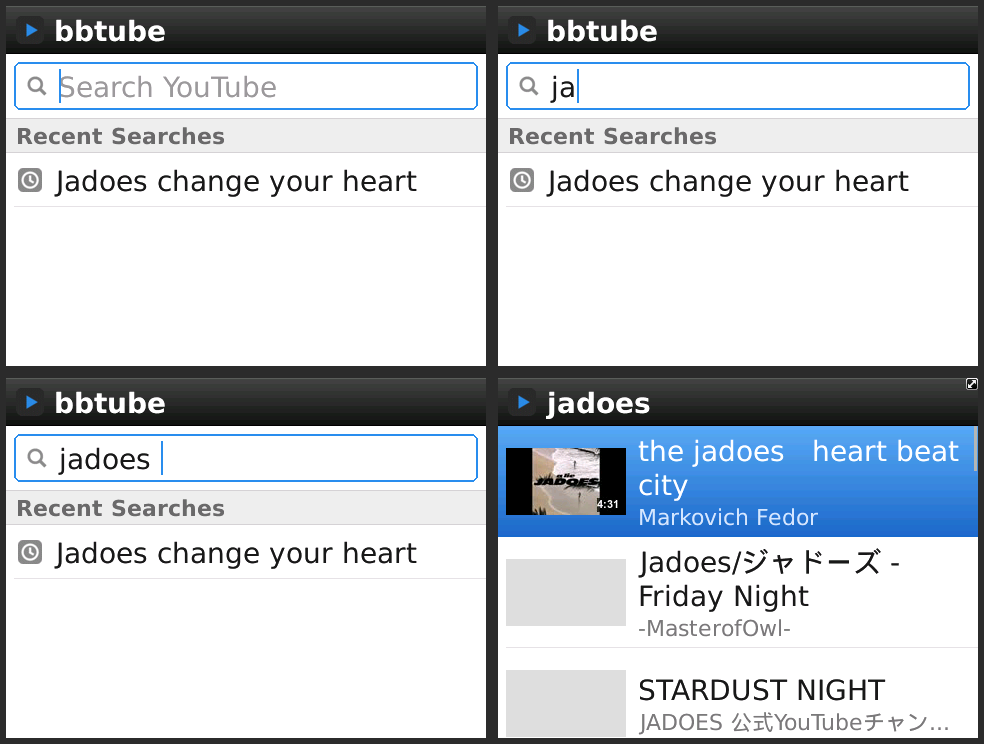 bbtube
Search YouTube
Recent Searches
Jadoes change your heart
bbtube
ja
Recent Searches
Jadoes change your heart
bbtube
jadoes
Recent Searches
Jadoes change your heart
jadoes
the jadoes   heart beat
city
Markovich Fedor
JADOES
4:31
Jadoes/ジャドーズ -
Friday Night
-MasterofOwl-
STARDUST NIGHT
JADOES 公式YouTubeチャン...